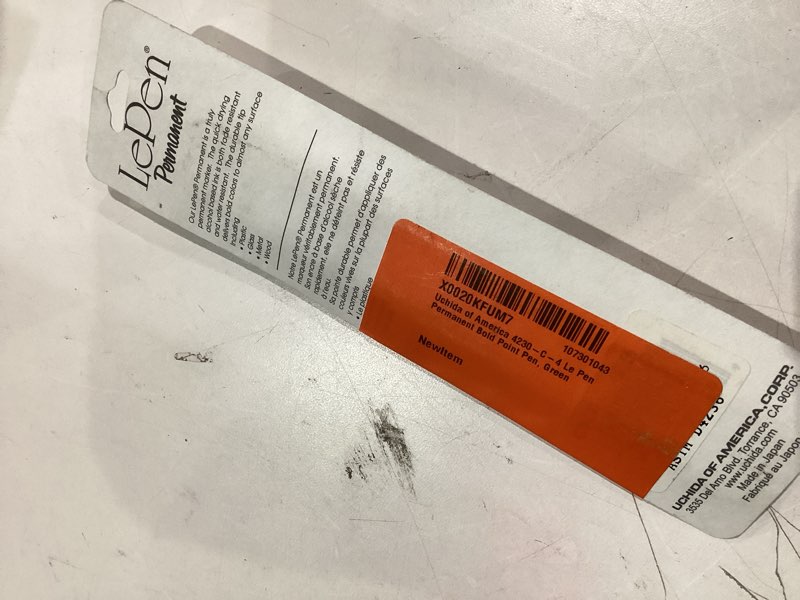 LePen®
Permanent
Our LePen® Permanent is a truly
permanent marker. The quick drying
alcohol based ink is both fade resistant
and water resistant. The durable tip
delivers bold colors to almost any surface
including
• Plastic
• Glass
• Metal
• Wood
Notre LePen® Permanent est un
marqueur véritablement permanent.
Son encre à base d'alcool sèche
rapidement, elle ne déteint pas et résiste
à l'eau.
Sa pointe durable permet d'appliquer des
couleurs vives sur la plupart des surfaces
y compris
• Le plastique
X0020KFUM7
107301043
Uchida of America 4230-C-4 Le Pen
Permanent Bold Point Pen, Green
NewItem
ASTM D4236
UCHIDA OF AMERICA, CORP.
3535 Del Amo Blvd. Torrance, CA 90503
www.uchida.com
Made in Japan
Fabriqué au Japon